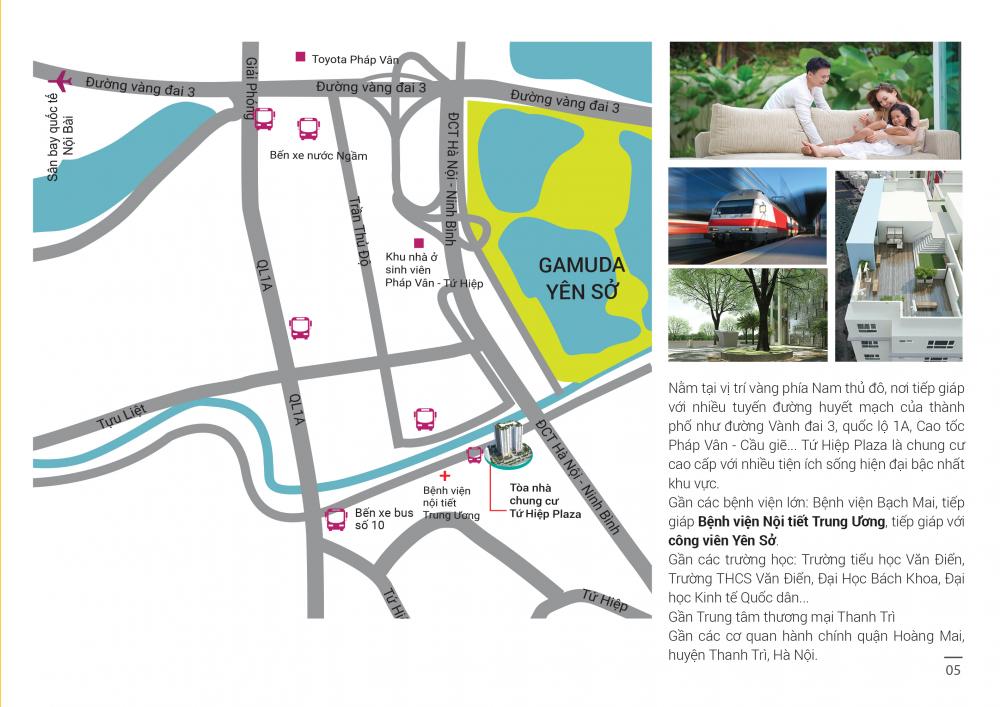 Toyota Pháp Vân
Đường vàng đai 3
Đường vàng đai 3
Đường vàng đai 3
Giải Phóng
Sân bay quốc tế
Nội Bài
Bến xe nước Ngầm
ĐCT Hà Nội - Ninh Bình
Trần Thủ Độ
Khu nhà ở
sinh viên
Pháp Vân - Tứ Hiệp
GAMUDA
YÊN SỞ
QL1A
QL1A
Tựu Liệt
ĐCT Hà Nội - Ninh Bình
Bệnh viện
nội tiết
Trung Ương
Tòa nhà
chung cư
Tứ Hiệp Plaza
Bến xe bus
số 10
Tứ Hi
Tứ Hiệp
Nằm tại vị trí vàng phía Nam thủ đô, nơi tiếp giáp
với nhiều tuyến đường huyết mạch của thành
phố như đường Vành đai 3, quốc lộ 1A, Cao tốc
Pháp Vân - Cầu giẽ... Tứ Hiệp Plaza là chung cư
cao cấp với nhiều tiện ích sống hiện đại bậc nhất
khu vực.
Gần các bệnh viện lớn: Bệnh viện Bạch Mai, tiếp
giáp Bệnh viện Nội tiết Trung Ương, tiếp giáp với
công viên Yên Sở.
Gần các trường học: Trường tiểu học Văn Điển,
Trường THCS Văn Điển, Đại Học Bách Khoa, Đại
học Kinh tế Quốc dân...
Gần Trung tâm thương mại Thanh Trì
Gần các cơ quan hành chính quận Hoàng Mai,
huyện Thanh Trì, Hà Nội.
05